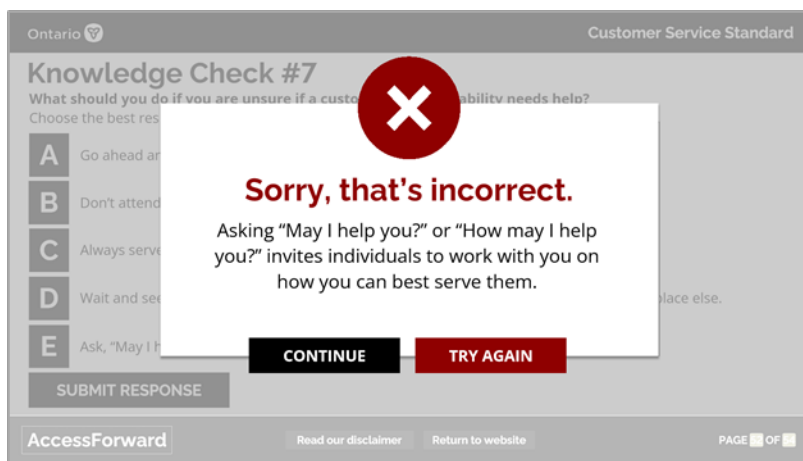 Ontario
Customer Service Standard
Knowledge Check #7
What should you do if you are unsure if a custo ability needs help?
Choose the best res
A Go ahead an
B Don't attend
C Always serve
D Wait and see place else.
E Ask, "May I h
Sorry, that's incorrect.
Asking "May I help you?" or "How may I help
you?" invites individuals to work with you on
how you can best serve them.
CONTINUE TRY AGAIN
SUBMIT RESPONSE
AccessForward Read our disclaimer Return to website PAGE OF